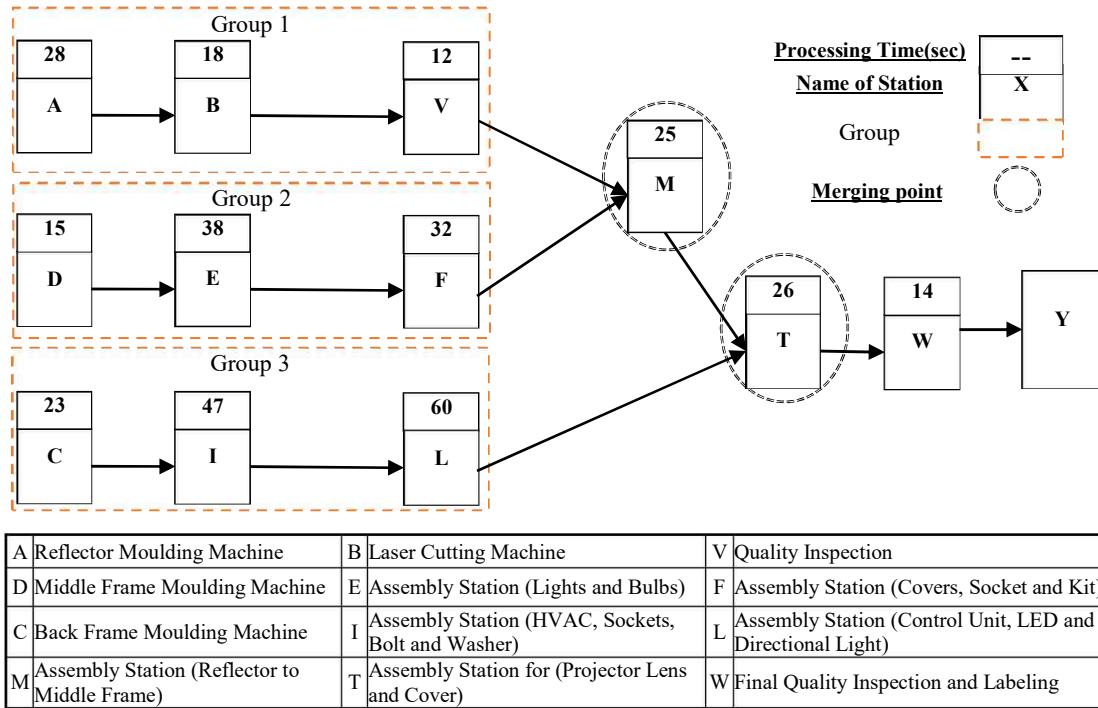 Group 1
28
A
18
B
12
V
Group 2
15
D
38
E
32
F
Group 3
23
C
47
I
60
L
25
M
26
T
14
W
Y
Processing Time(sec)
--
Name of Station
X
Group
Merging point
A Reflector Moulding Machine B Laser Cutting Machine V Quality Inspection
D Middle Frame Moulding Machine E Assembly Station (Lights and Bulbs) F Assembly Station (Covers, Socket and Kit)
C Back Frame Moulding Machine I Assembly Station (HVAC, Sockets,
Bolt and Washer) L Assembly Station (Control Unit, LED and
Directional Light)
M Assembly Station (Reflector to
Middle Frame) T Assembly Station for (Projector Lens
and Cover) W Final Quality Inspection and Labeling